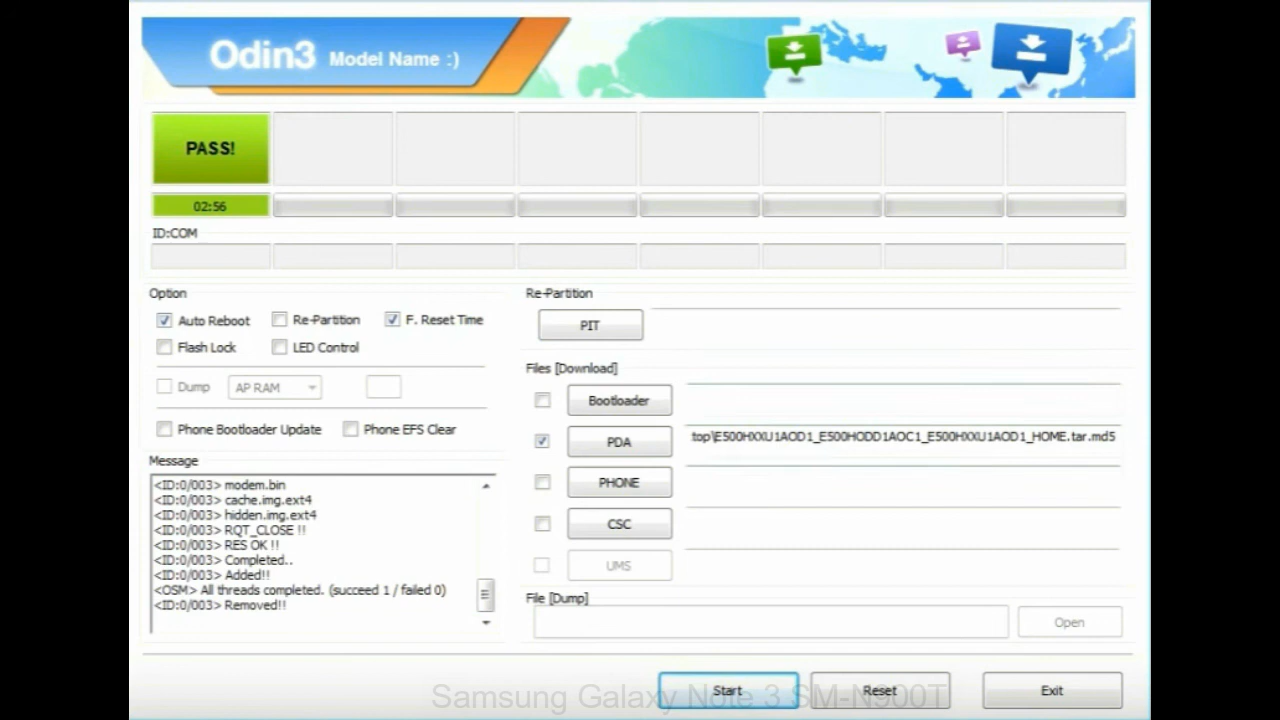 Odin3 Model Name :)
PASS!
02:56
ID:COM
Option
Auto Reboot Re-Partition F. Reset Time
Flash Lock LED Control
Dump AP RAM
Phone Bootloader Update Phone EFS Clear
Message
<ID:0/003> modem.bin
<ID:0/003> cache.img.ext4
<ID:0/003> hidden.img.ext4
<ID:0/003> RQT_CLOSE !!
<ID:0/003> RES OK !!
<ID:0/003> Completed..
<ID:0/003> Added!!
<OSM> All threads completed. (succeed 1 / failed 0)
<ID:0/003> Removed!!
Re-Partition
PIT
Files [Download]
Bootloader
PDA top\E500HXXU1AOD1_E500HODD1AOC1_E500HXXU1AOD1_HOME.tar.md5
PHONE
CSC
UMS
File [Dump]
Open
Start Reset Exit
Samsung Galaxy Note 3 SM-N900T